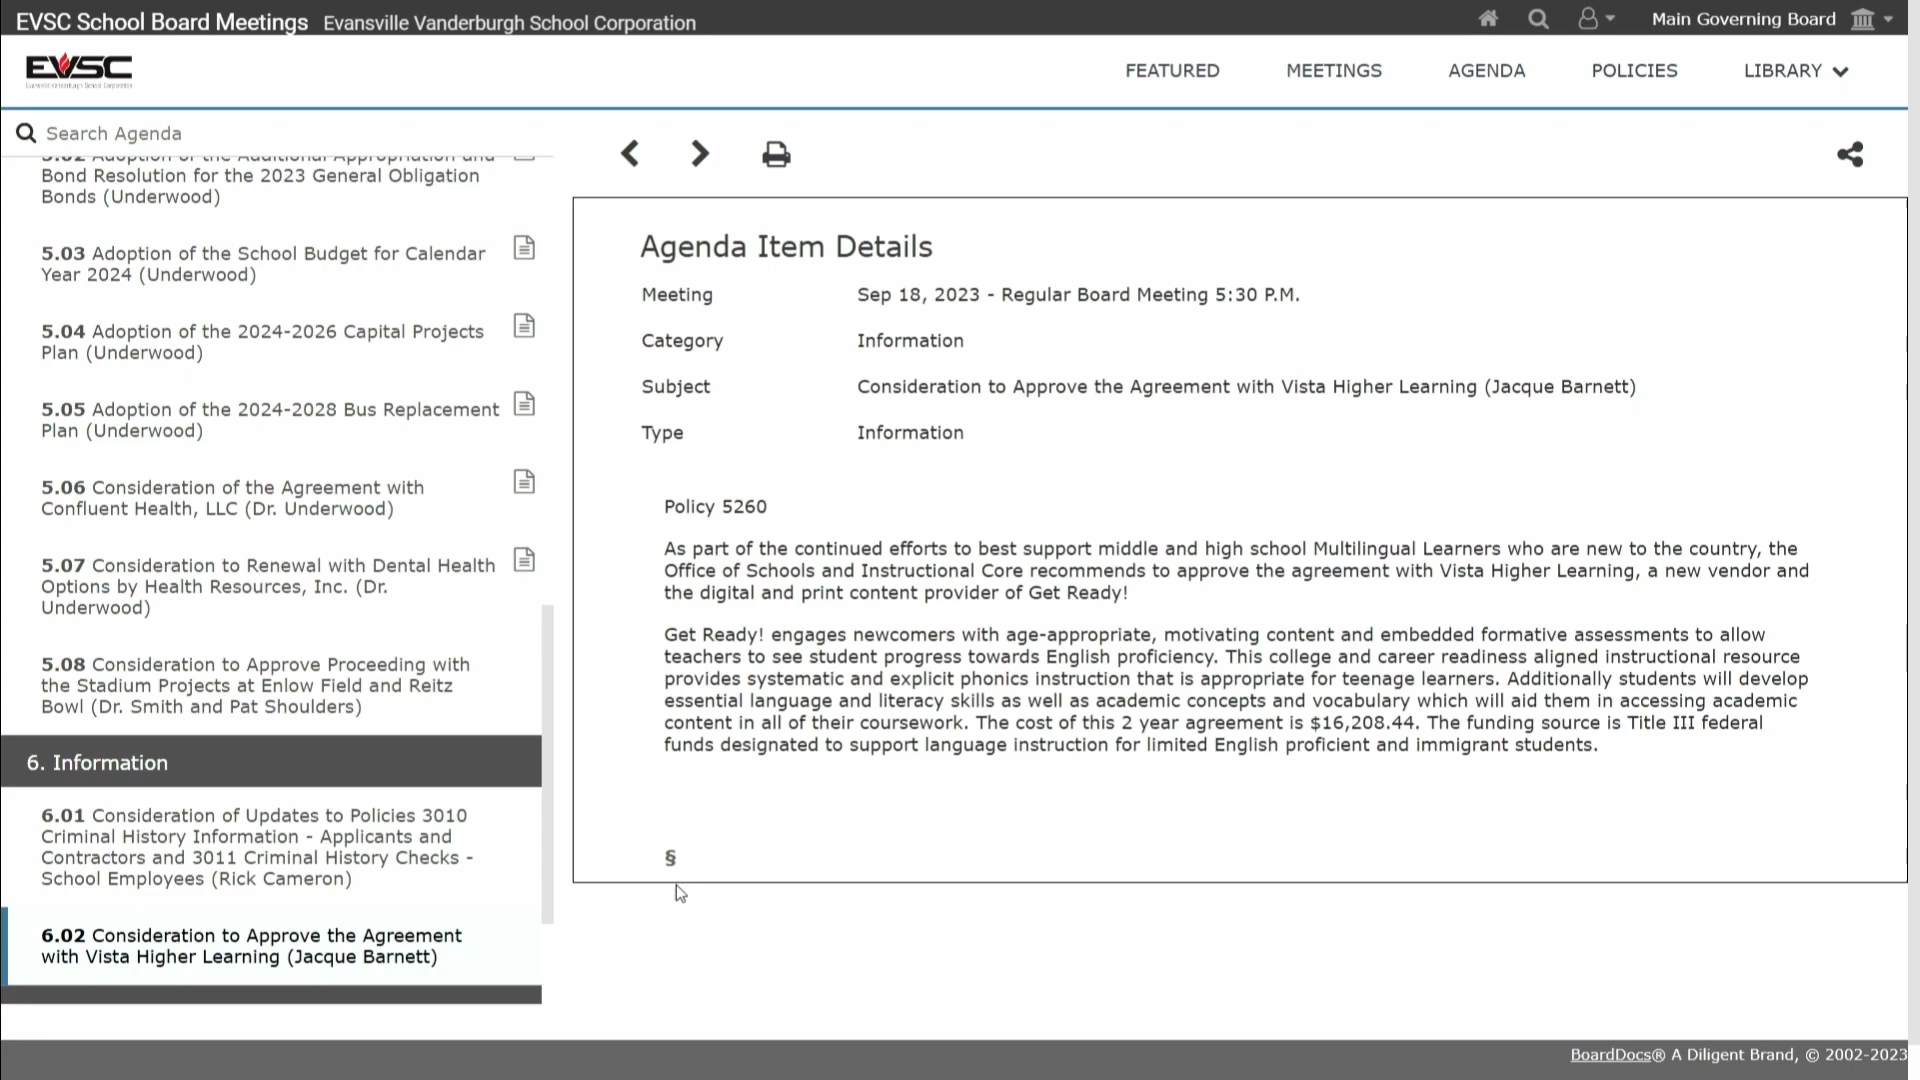 EVSC School Board Meetings Evansville Vanderburgh School Corporation
Main Governing Board
EVSC
Evansville Vanderburgh School Corporation
FEATURED MEETINGS AGENDA POLICIES LIBRARY
Search Agenda
5.02 Adoption of the Additional Appropriation and
Bond Resolution for the 2023 General Obligation
Bonds (Underwood)
5.03 Adoption of the School Budget for Calendar
Year 2024 (Underwood)
5.04 Adoption of the 2024-2026 Capital Projects
Plan (Underwood)
5.05 Adoption of the 2024-2028 Bus Replacement
Plan (Underwood)
5.06 Consideration of the Agreement with
Confluent Health, LLC (Dr. Underwood)
5.07 Consideration to Renewal with Dental Health
Options by Health Resources, Inc. (Dr.
Underwood)
5.08 Consideration to Approve Proceeding with
the Stadium Projects at Enlow Field and Reitz
Bowl (Dr. Smith and Pat Shoulders)
6. Information
6.01 Consideration of Updates to Policies 3010
Criminal History Information - Applicants and
Contractors and 3011 Criminal History Checks -
School Employees (Rick Cameron)
6.02 Consideration to Approve the Agreement
with Vista Higher Learning (Jacque Barnett)
Agenda Item Details
Meeting Sep 18, 2023 - Regular Board Meeting 5:30 P.M.
Category Information
Subject Consideration to Approve the Agreement with Vista Higher Learning (Jacque Barnett)
Type Information
Policy 5260
As part of the continued efforts to best support middle and high school Multilingual Learners who are new to the country, the
Office of Schools and Instructional Core recommends to approve the agreement with Vista Higher Learning, a new vendor and
the digital and print content provider of Get Ready!
Get Ready! engages newcomers with age-appropriate, motivating content and embedded formative assessments to allow
teachers to see student progress towards English proficiency. This college and career readiness aligned instructional resource
provides systematic and explicit phonics instruction that is appropriate for teenage learners. Additionally students will develop
essential language and literacy skills as well as academic concepts and vocabulary which will aid them in accessing academic
content in all of their coursework. The cost of this 2 year agreement is $16,208.44. The funding source is Title III federal
funds designated to support language instruction for limited English proficient and immigrant students.
§
BoardDocs® A Diligent Brand, © 2002-2023